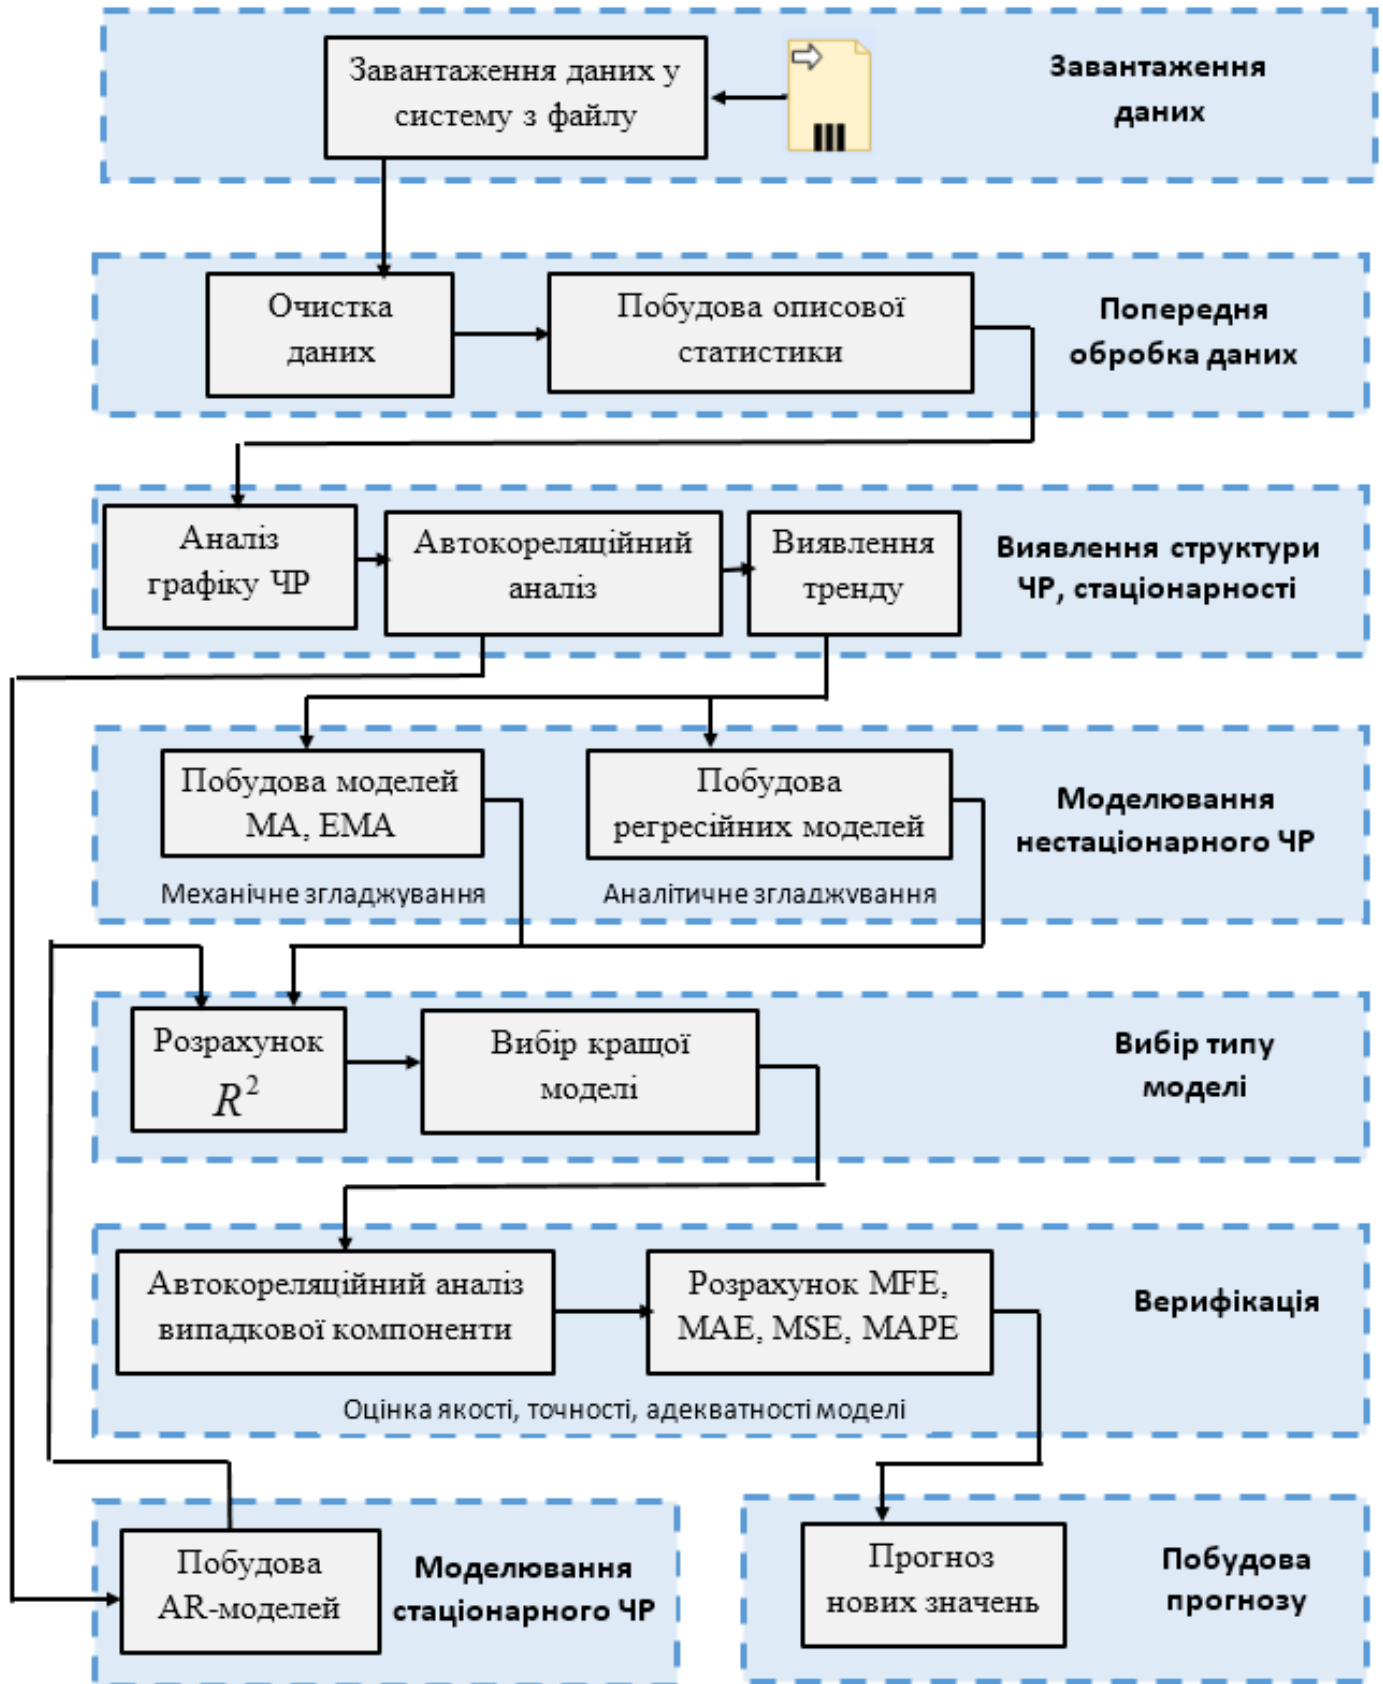 Завантаження даних у
систему з файлу
Завантаження
даних
Очистка
даних
Побудова описової
статистики
Попередня
обробка даних
Аналіз
графіку ЧР
Автокореляційний
аналіз
Виявлення
тренду
Виявлення структури
ЧР, стаціонарності
Побудова моделей
MA, EMA
Механічне згладжування
Побудова
регресійних моделей
Аналітичне згладжування
Моделювання
нестаціонарного ЧР
Розрахунок
R²
Вибір кращої
моделі
Вибір типу
моделі
Автокореляційний аналіз
випадкової компоненти
Розрахунок MFE,
MAE, MSE, MAPE
Оцінка якості, точності, адекватності моделі
Верифікація
Побудова
AR-моделей
Моделювання
стаціонарного ЧР
Прогноз
нових значень
Побудова
прогнозу